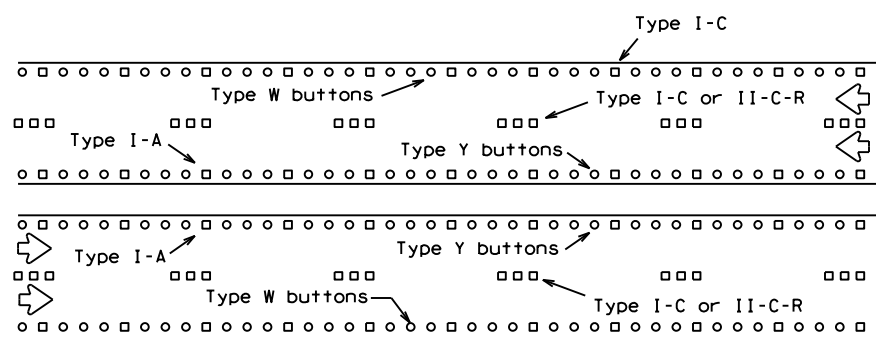 Type I-C
Type W buttons
Type I-C or II-C-R
Type I-A
Type Y buttons
Type I-A
Type Y buttons
Type W buttons
Type I-C or II-C-R